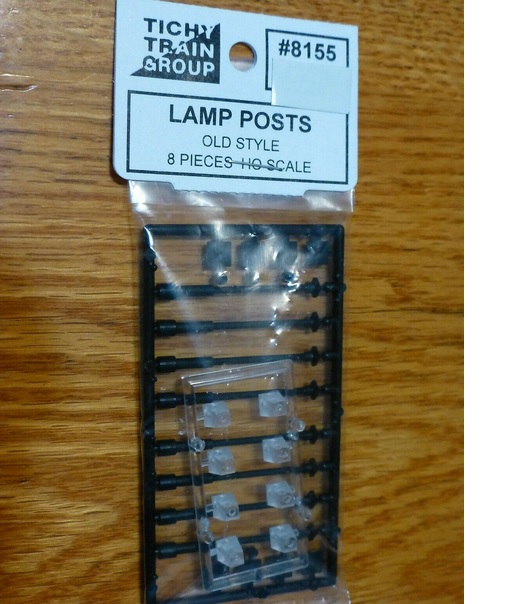 TICHY
TRAIN
GROUP
#8155
LAMP POSTS
OLD STYLE
8 PIECES HO SCALE